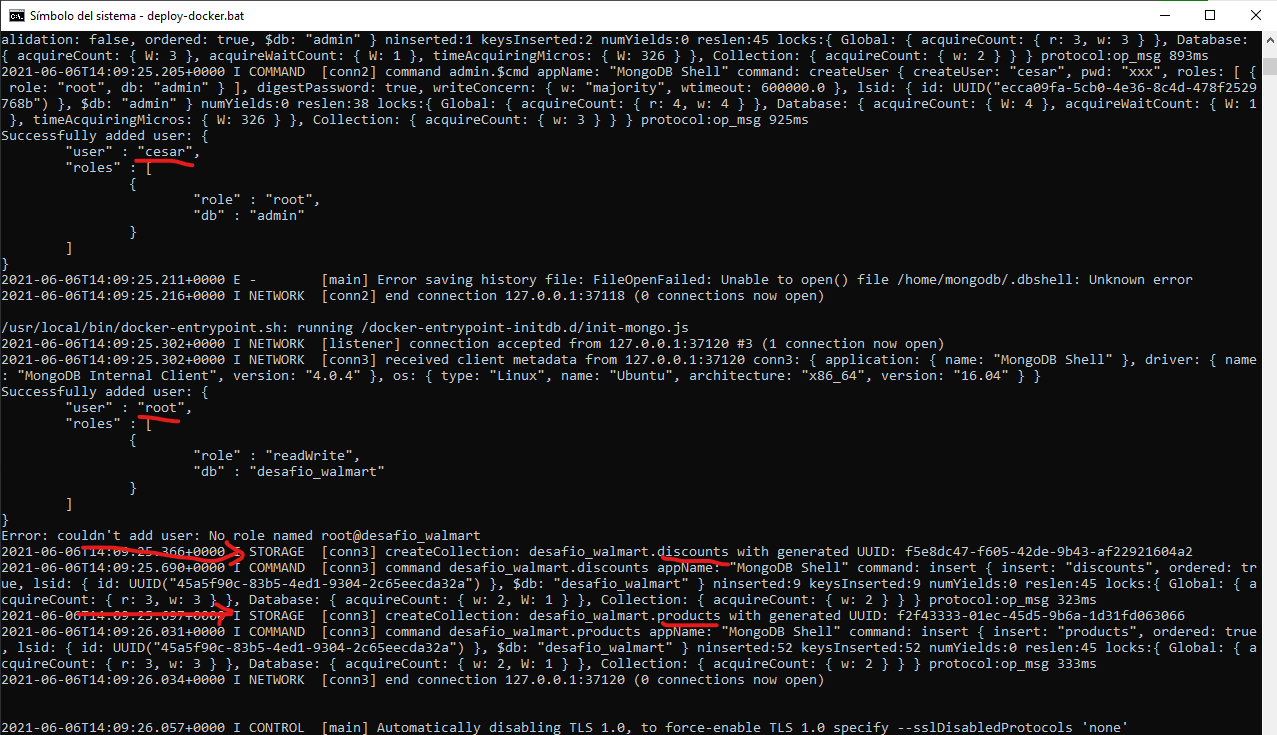 Símbolo del sistema - deploy-docker.bat
alidation: false, ordered: true, $db: "admin" } ninserted:1 keysInserted:2 numYields:0 reslen:45 locks:{ Global: { acquireCount: { r: 3, w: 3 } }, Database:
{ acquireCount: { W: 3 }, acquireWaitCount: { W: 1 }, timeAcquiringMicros: { W: 326 } }, Collection: { acquireCount: { w: 2 } } } protocol:op_msg 893ms
2021-06-06T14:09:25.205+0000 I COMMAND  [conn2] command admin.$cmd appName: "MongoDB Shell" command: createUser { createUser: "cesar", pwd: "xxx", roles: [ {
role: "root", db: "admin" } ], digestPassword: true, writeConcern: { w: "majority", wtimeout: 600000.0 }, lsid: { id: UUID("ecca09fa-5cb0-4e36-8c4d-478f2529
768b") }, $db: "admin" } numYields:0 reslen:38 locks:{ Global: { acquireCount: { r: 4, w: 4 } }, Database: { acquireCount: { W: 4 }, acquireWaitCount: { W: 1
}, timeAcquiringMicros: { W: 326 } }, Collection: { acquireCount: { w: 3 } } } protocol:op_msg 925ms
Successfully added user: {
"user" : "cesar",
"roles" : [
{
"role" : "root",
"db" : "admin"
}
]
}
2021-06-06T14:09:25.211+0000 E -        [main] Error saving history file: FileOpenFailed: Unable to open() file /home/mongodb/.dbshell: Unknown error
2021-06-06T14:09:25.216+0000 I NETWORK  [conn2] end connection 127.0.0.1:37118 (0 connections now open)
/usr/local/bin/docker-entrypoint.sh: running /docker-entrypoint-initdb.d/init-mongo.js
2021-06-06T14:09:25.302+0000 I NETWORK  [listener] connection accepted from 127.0.0.1:37120 #3 (1 connection now open)
2021-06-06T14:09:25.302+0000 I NETWORK  [conn3] received client metadata from 127.0.0.1:37120 conn3: { application: { name: "MongoDB Shell" }, driver: { name
: "MongoDB Internal Client", version: "4.0.4" }, os: { type: "Linux", name: "Ubuntu", architecture: "x86_64", version: "16.04" } }
Successfully added user: {
"user" : "root",
"roles" : [
{
"role" : "readWrite",
"db" : "desafio_walmart"
}
]
}
Error: couldn't add user: No role named root@desafio_walmart
2021-06-06T14:09:25.366+0000 I STORAGE  [conn3] createCollection: desafio_walmart.discounts with generated UUID: f5e8dc47-f605-42de-9b43-af22921604a2
2021-06-06T14:09:25.690+0000 I COMMAND  [conn3] command desafio_walmart.discounts appName: "MongoDB Shell" command: insert { insert: "discounts", ordered: tr
ue, lsid: { id: UUID("45a5f90c-83b5-4ed1-9304-2c65eecda32a") }, $db: "desafio_walmart" } ninserted:9 keysInserted:9 numYields:0 reslen:45 locks:{ Global: { a
cquireCount: { r: 3, w: 3 } }, Database: { acquireCount: { w: 2, W: 1 } }, Collection: { acquireCount: { w: 2 } } } protocol:op_msg 323ms
2021-06-06T14:09:25.697+0000 I STORAGE  [conn3] createCollection: desafio_walmart.products with generated UUID: f2f43333-01ec-45d5-9b6a-1d31fd063066
2021-06-06T14:09:26.031+0000 I COMMAND  [conn3] command desafio_walmart.products appName: "MongoDB Shell" command: insert { insert: "products", ordered: true
, lsid: { id: UUID("45a5f90c-83b5-4ed1-9304-2c65eecda32a") }, $db: "desafio_walmart" } ninserted:52 keysInserted:52 numYields:0 reslen:45 locks:{ Global: { a
cquireCount: { r: 3, w: 3 } }, Database: { acquireCount: { w: 2, W: 1 } }, Collection: { acquireCount: { w: 2 } } } protocol:op_msg 333ms
2021-06-06T14:09:26.034+0000 I NETWORK  [conn3] end connection 127.0.0.1:37120 (0 connections now open)
2021-06-06T14:09:26.057+0000 I CONTROL  [main] Automatically disabling TLS 1.0, to force-enable TLS 1.0 specify --sslDisabledProtocols 'none'